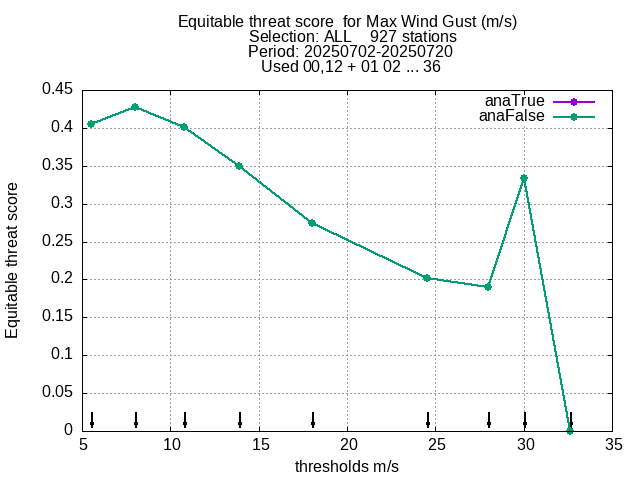 Equitable threat score  for Max Wind Gust (m/s)
Selection: ALL    927 stations
Period: 20250702-20250720
Used 00,12 + 01 02 ... 36
anaTrue
anaFalse
Equitable threat score
0.45
0.4
0.35
0.3
0.25
0.2
0.15
0.1
0.05
0
5 10 15 20 25 30 35
thresholds m/s